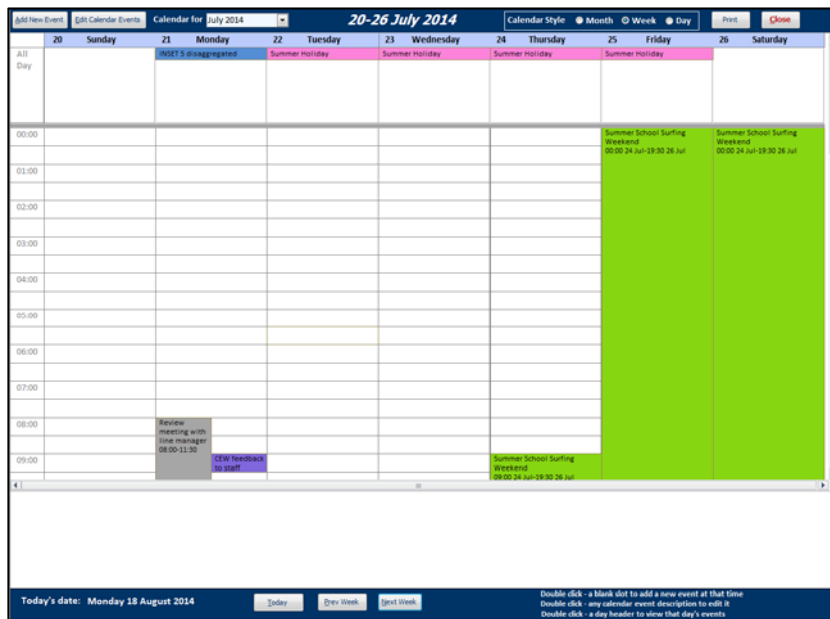 Add New Event Edit Calendar Events Calendar for July 2014 20-26 July 2014 Calendar Style Month Week Day Print Close
20 Sunday 21 Monday 22 Tuesday 23 Wednesday 24 Thursday 25 Friday 26 Saturday
All
Day
INSET 5 disaggregated Summer Holiday Summer Holiday Summer Holiday Summer Holiday
00:00
Summer School Surfing
Weekend
00:00 24 Jul-19:30 26 Jul
Summer School Surfing
Weekend
00:00 24 Jul-19:30 26 Jul
01:00
02:00
03:00
04:00
05:00
06:00
07:00
08:00
Review
meeting with
line manager
08:00-11:30
09:00
CEW feedback
to staff
Summer School Surfing
Weekend
09:00 24 Jul-19:30 26 Jul
Today's date: Monday 18 August 2014
Today Prev Week Next Week
Double click - a blank slot to add a new event at that time
Double click - any calendar event description to edit it
Double click - a day header to view that day's events